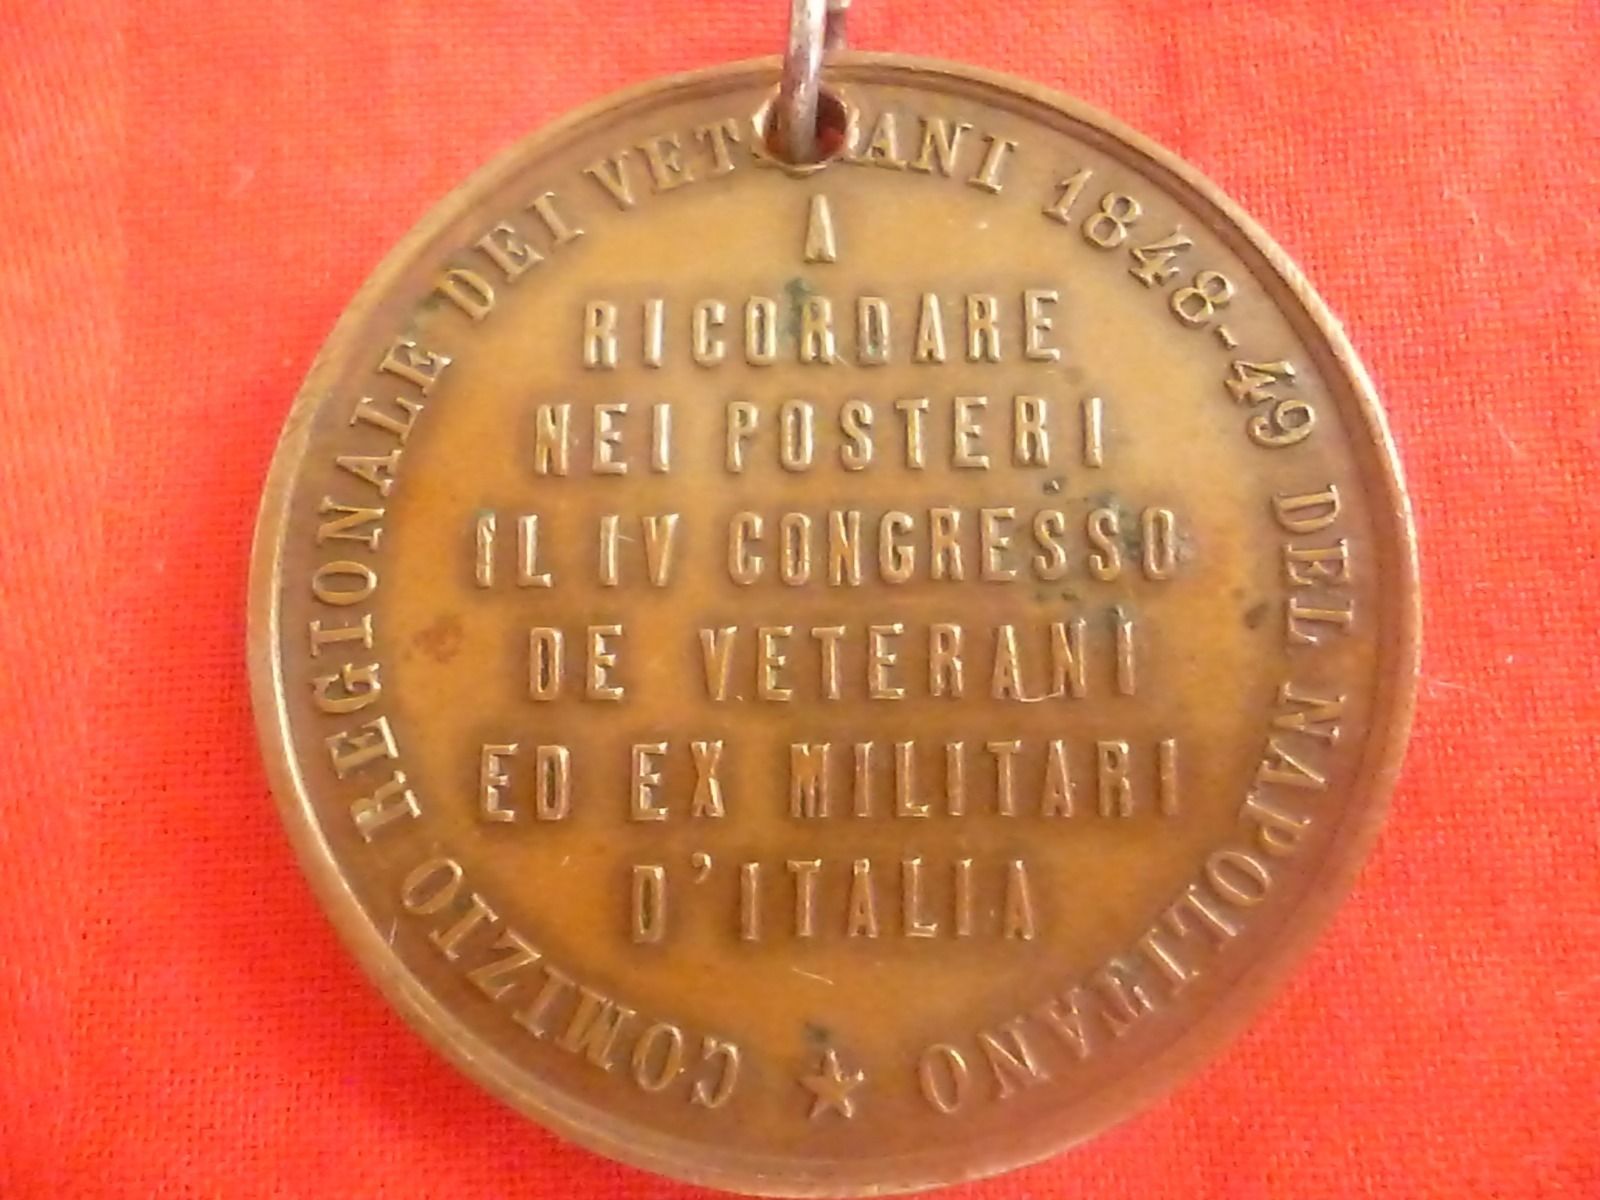 COMIZIO REGIONALE DEI VETERANI 1848-49 DEL NAPOLITANO
A
RICORDARE
NEI POSTERI
IL IV CONGRESSO
DE VETERANI
ED EX MILITARI
D'ITALIA